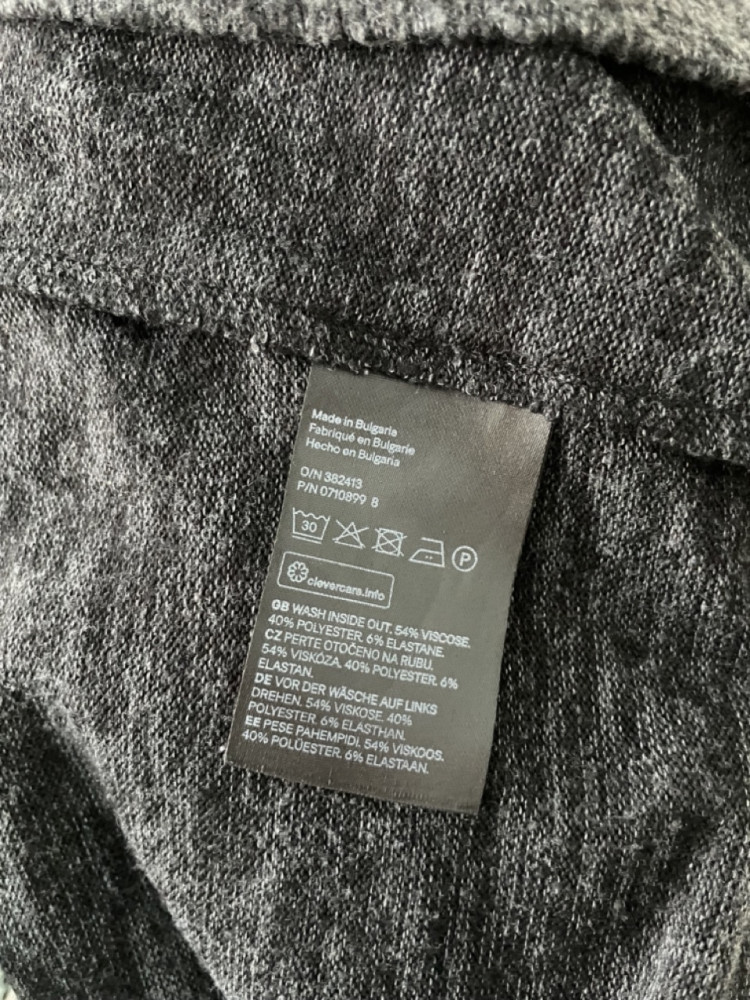 Made in Bulgaria
Fabriqué en Bulgarie
Hecho en Bulgaria
O/N 382413
P/N 0710899 8
30 P
clevercare.info
GB WASH INSIDE OUT. 54% VISCOSE.
40% POLYESTER. 6% ELASTANE.
CZ PERTE OTOČENO NA RUBU.
54% VISKÓZA. 40% POLYESTER. 6%
ELASTAN.
DE VOR DER WÄSCHE AUF LINKS
DREHEN. 54% VISKOSE. 40%
POLYESTER. 6% ELASTHAN.
EE PESE PAHEMPIDI. 54% VISKOOS.
40% POLÜESTER. 6% ELASTAAN.